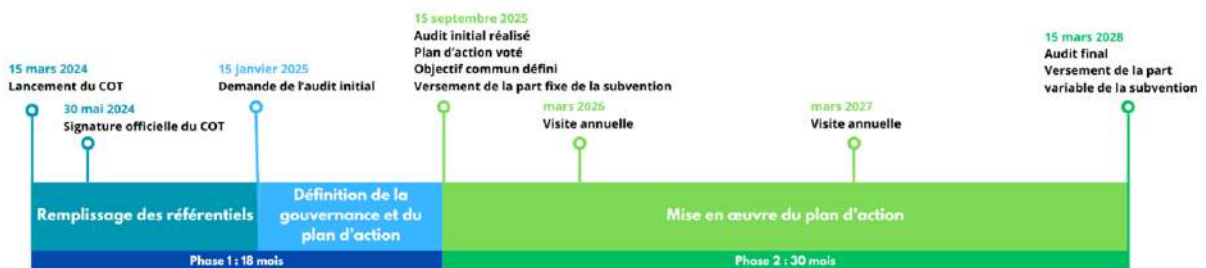 15 mars 2024
Lancement du COT
30 mai 2024
Signature officielle du COT
15 janvier 2025
Demande de l'audit initial
15 septembre 2025
Audit initial réalisé
Plan d'action voté
Objectif commun défini
Versement de la part fixe de la subvention
mars 2026
Visite annuelle
mars 2027
Visite annuelle
15 mars 2028
Audit final
Versement de la part
variable de la subvention
Remplissage des référentiels
Définition de la
gouvernance et du
plan d'action
Mise en œuvre du plan d'action
Phase 1 : 18 mois
Phase 2 : 30 mois